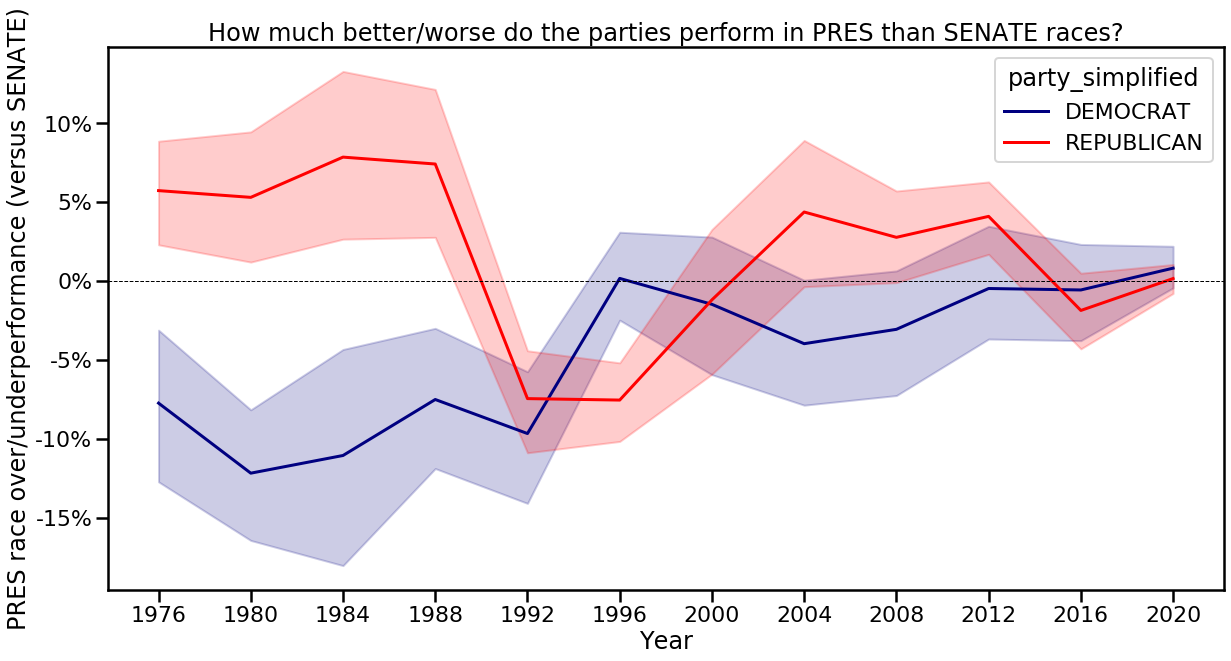 How much better/worse do the parties perform in PRES than SENATE races?
PRES race over/underperformance (versus SENATE)
10%
5%
0%
-5%
-10%
-15%
party_simplified
DEMOCRAT
REPUBLICAN
1976 1980 1984 1988 1992 1996 2000 2004 2008 2012 2016 2020
Year